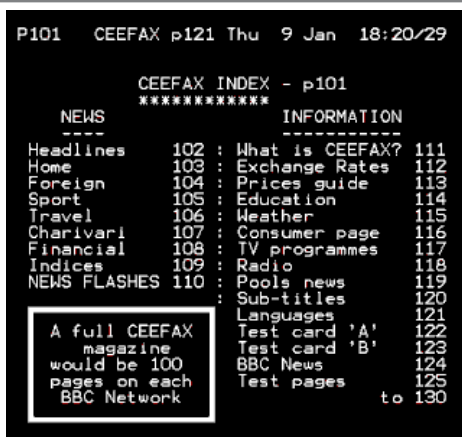 P101 CEEFAX p121 Thu 9 Jan 18:20/29
CEEFAX INDEX - p101
*************
NEWS INFORMATION
---- -----------
Headlines 102 : What is CEEFAX? 111
Home 103 : Exchange Rates 112
Foreign 104 : Prices guide 113
Sport 105 : Education 114
Travel 106 : Weather 115
Charivari 107 : Consumer page 116
Financial 108 : TV programmes 117
Indices 109 : Radio 118
NEWS FLASHES 110 : Pools news 119
: Sub-titles 120
Languages 121
Test card 'A' 122
Test card 'B' 123
BBC News 124
Test pages 125
to 130
A full CEEFAX
magazine
would be 100
pages on each
BBC Network